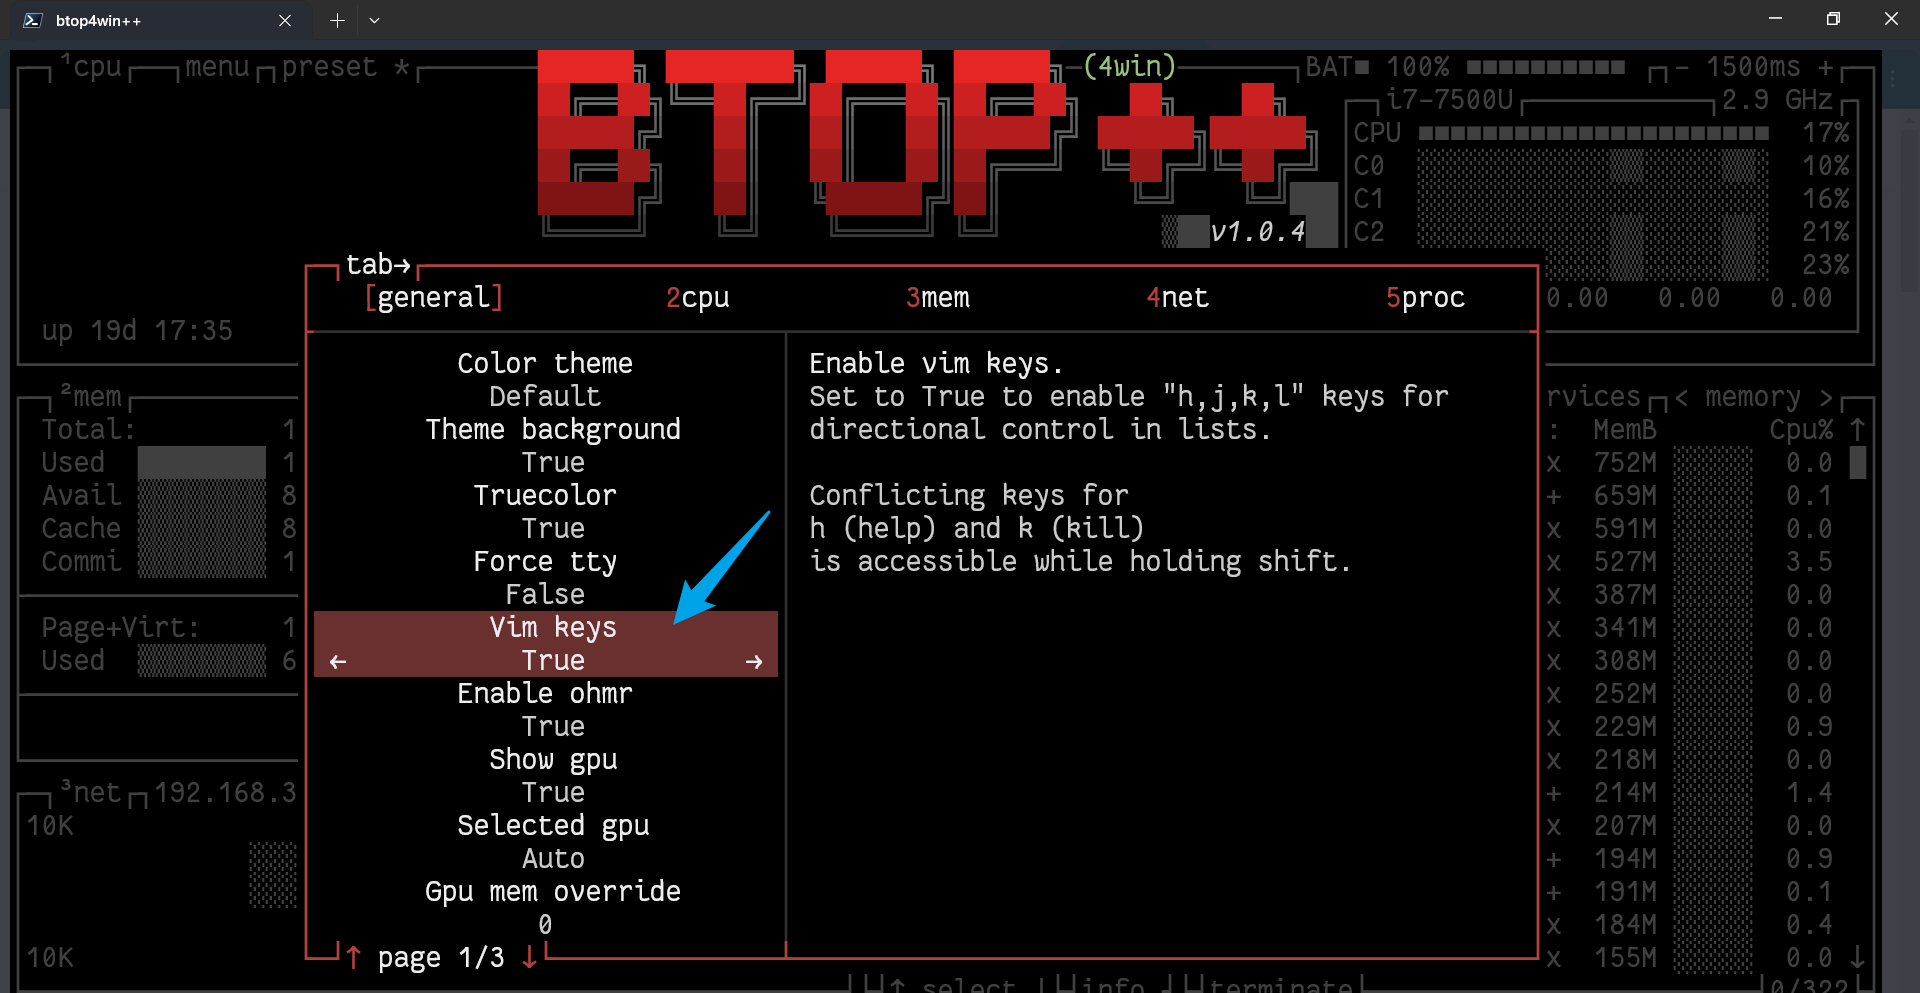 btop4win++
¹cpu menu preset * (4win) BAT 100% - 1500ms +
BTOP++
i7-7500U 2.9 GHz
CPU 17%
C0 10%
C1 16%
v1.0.4 C2 21%
23%
0.00 0.00 0.00
up 19d 17:35
tab→
[general] 2cpu 3mem 4net 5proc
Color theme
Default
Theme background
True
Truecolor
True
Force tty
False
Vim keys
← True →
Enable ohmr
True
Show gpu
True
Selected gpu
Auto
Gpu mem override
0
↑ page 1/3 ↓
Enable vim keys.
Set to True to enable "h,j,k,l" keys for
directional control in lists.
Conflicting keys for
h (help) and k (kill)
is accessible while holding shift.
²mem
Total: 1
Used 1
Avail 8
Cache 8
Commi 1
Page+Virt: 1
Used 6
³net 192.168.3
10K
10K
rvices < memory >
: MemB Cpu% ↑
x 752M 0.0
+ 659M 0.1
x 591M 0.0
x 527M 3.5
x 387M 0.0
x 341M 0.0
x 308M 0.0
x 252M 0.0
x 229M 0.9
x 218M 0.0
+ 214M 1.4
x 207M 0.0
+ 194M 0.9
+ 191M 0.1
x 184M 0.4
x 155M 0.0 ↓
↑ select info terminate 0/322